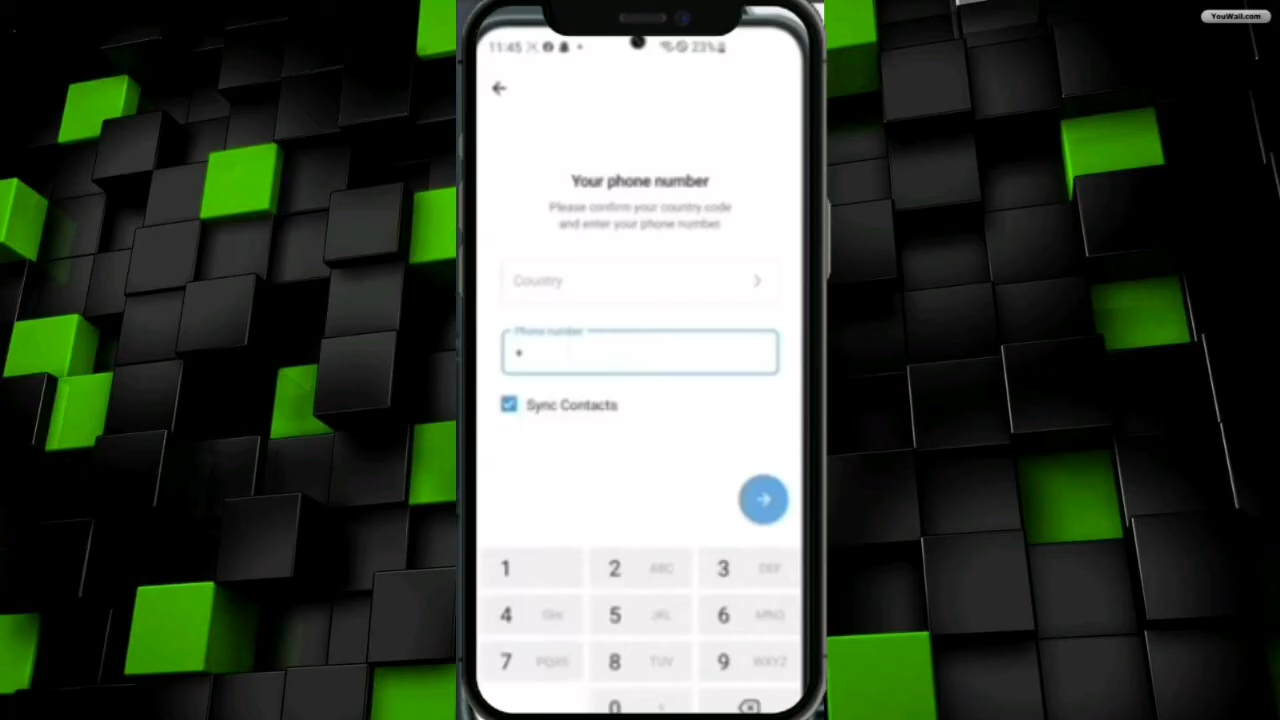 YouWall.com
11:45 23%
Your phone number
Please confirm your country code
and enter your phone number.
Country
Phone number
+
Sync Contacts
1
2 ABC
3 DEF
4 GHI
5 JKL
6 MNO
7 PQRS
8 TUV
9 WXYZ
0